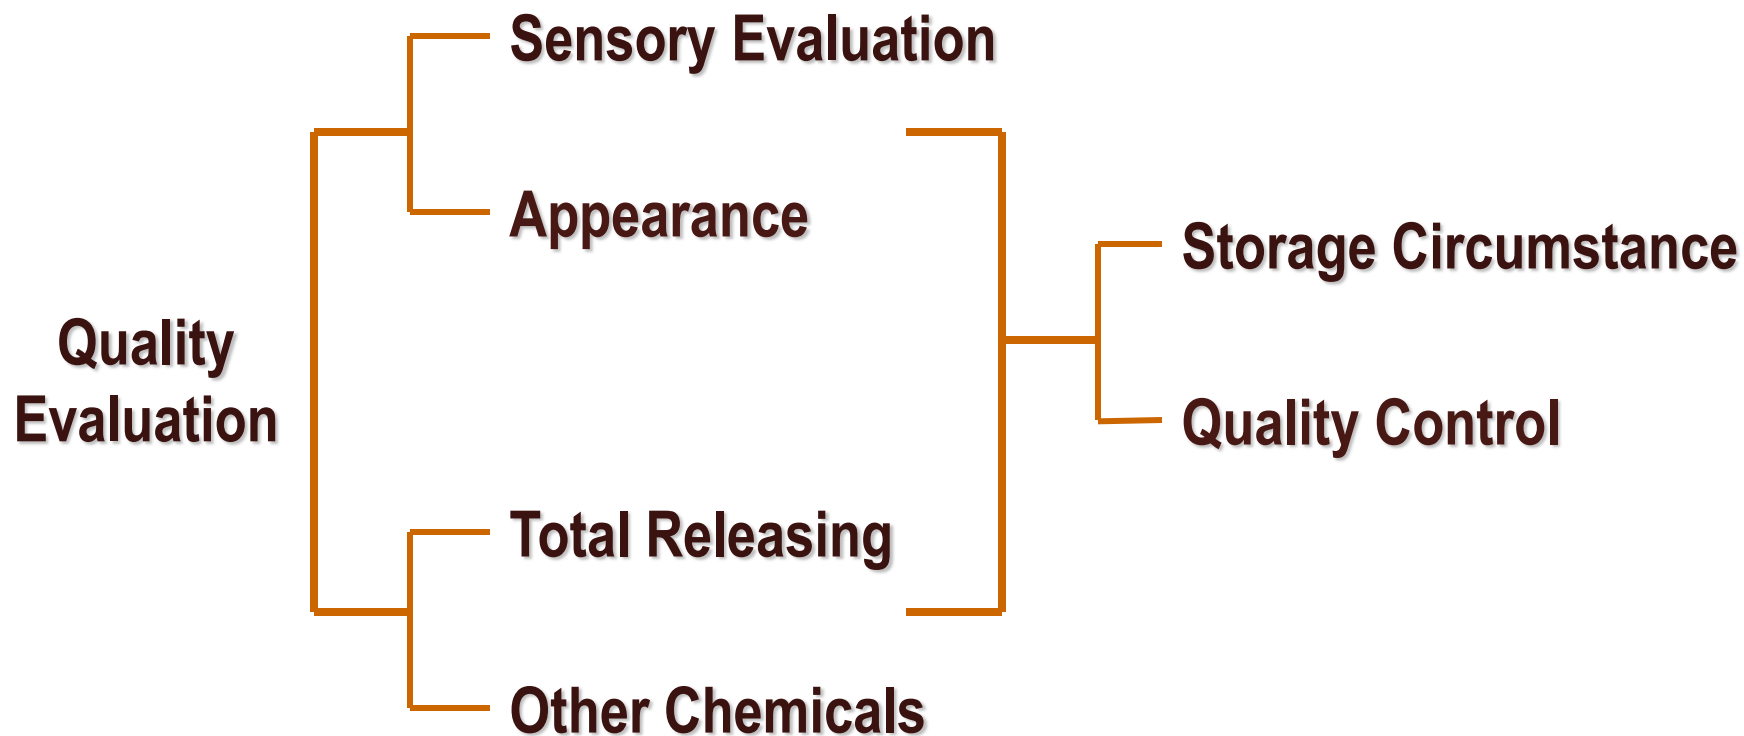 Sensory Evaluation
Appearance
Quality
Evaluation
Total Releasing
Other Chemicals
Storage Circumstance
Quality Control